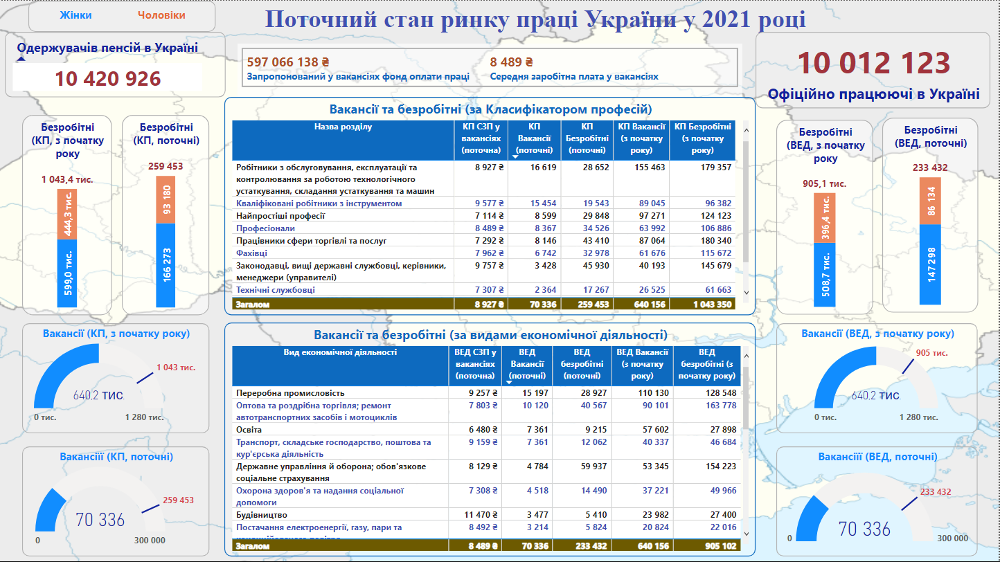 Жінки Чоловіки
Поточний стан ринку праці України у 2021 році
Одержувачів пенсій в Україні
10 420 926
597 066 138 ₴
Запропонований у вакансіях фонд оплати праці
8 489 ₴
Середня заробітна плата у вакансіях
10 012 123
Офіційно працюючі в Україні
Безробітні
(КП, з початку
року)
1 043,4 тис.
444,3 тис.
599,0 тис.
Безробітні
(КП, поточні)
259 453
93 180
166 273
Вакансії та безробітні (за Класифікатором професій)
Назва розділу
КП СЗП у
вакансіях
(поточна)
КП
Вакансії
(поточні)
КП
Безробітні
(поточні)
КП Вакансії
(з початку
року)
КП Безробітні
(з початку
року)
Робітники з обслуговування, експлуатації та 8 927 ₴ 16 619 28 652 155 463 179 357
контролювання за роботою технологічного
устаткування, складання устаткування та машин
Кваліфіковані робітники з інструментом 9 577 ₴ 15 454 19 543 89 045 96 382
Найпростіші професії 7 114 ₴ 8 599 29 848 97 271 124 123
Професіонали 8 489 ₴ 8 367 34 526 63 992 106 886
Працівники сфери торгівлі та послуг 7 292 ₴ 8 146 43 410 87 064 180 340
Фахівці 7 962 ₴ 6 742 32 978 61 676 115 672
Законодавці, вищі державні службовці, керівники, 9 757 ₴ 3 428 45 930 40 193 145 679
менеджери (управителі)
Технічні службовці 7 307 ₴ 2 364 17 267 26 525 61 663
Загалом 8 927 ₴ 70 336 259 453 640 156 1 043 350
Безробітні
(ВЕД, з початку
року)
905,1 тис.
396,4 тис.
508,7 тис.
Безробітні
(ВЕД, поточні)
233 432
86 134
147 298
Вакансії (КП, з початку року)
1 043 тис.
640,2 тис.
0 тис. 1 280 тис.
Вакансіїї (КП, поточні)
259 453
70 336
0 300 000
Вакансії та безробітні (за видами економічної діяльності)
Вид економічної діяльності
ВЕД СЗП у
вакансіях
(поточна)
ВЕД
Вакансії
(поточні)
ВЕД
безробітні
(поточні)
ВЕД Вакансії
(з початку
року)
ВЕД
безробітні (з
початку року)
Переробна промисловість 9 257 ₴ 15 197 28 927 110 130 128 548
Оптова та роздрібна торгівля; ремонт 7 803 ₴ 10 120 40 567 90 101 163 778
автотранспортних засобів і мотоциклів
Освіта 6 480 ₴ 7 361 9 215 57 602 27 898
Транспорт, складське господарство, поштова та 9 159 ₴ 7 361 12 062 40 337 46 684
кур'єрська діяльність
Державне управління й оборона; обов'язкове 8 129 ₴ 4 784 59 937 53 345 154 223
соціальне страхування
Охорона здоров'я та надання соціальної 7 308 ₴ 4 518 14 490 37 221 49 966
допомоги
Будівництво 11 470 ₴ 3 477 5 410 23 982 27 400
Постачання електроенергії, газу, пари та 8 492 ₴ 3 214 5 824 20 824 22 016
Загалом 8 489 ₴ 70 336 233 432 640 156 905 102
Вакансії (ВЕД, з початку року)
905 тис.
640,2 тис.
0 тис. 1 280 тис.
Вакансіїї (ВЕД, поточні)
233 432
70 336
0 300 000